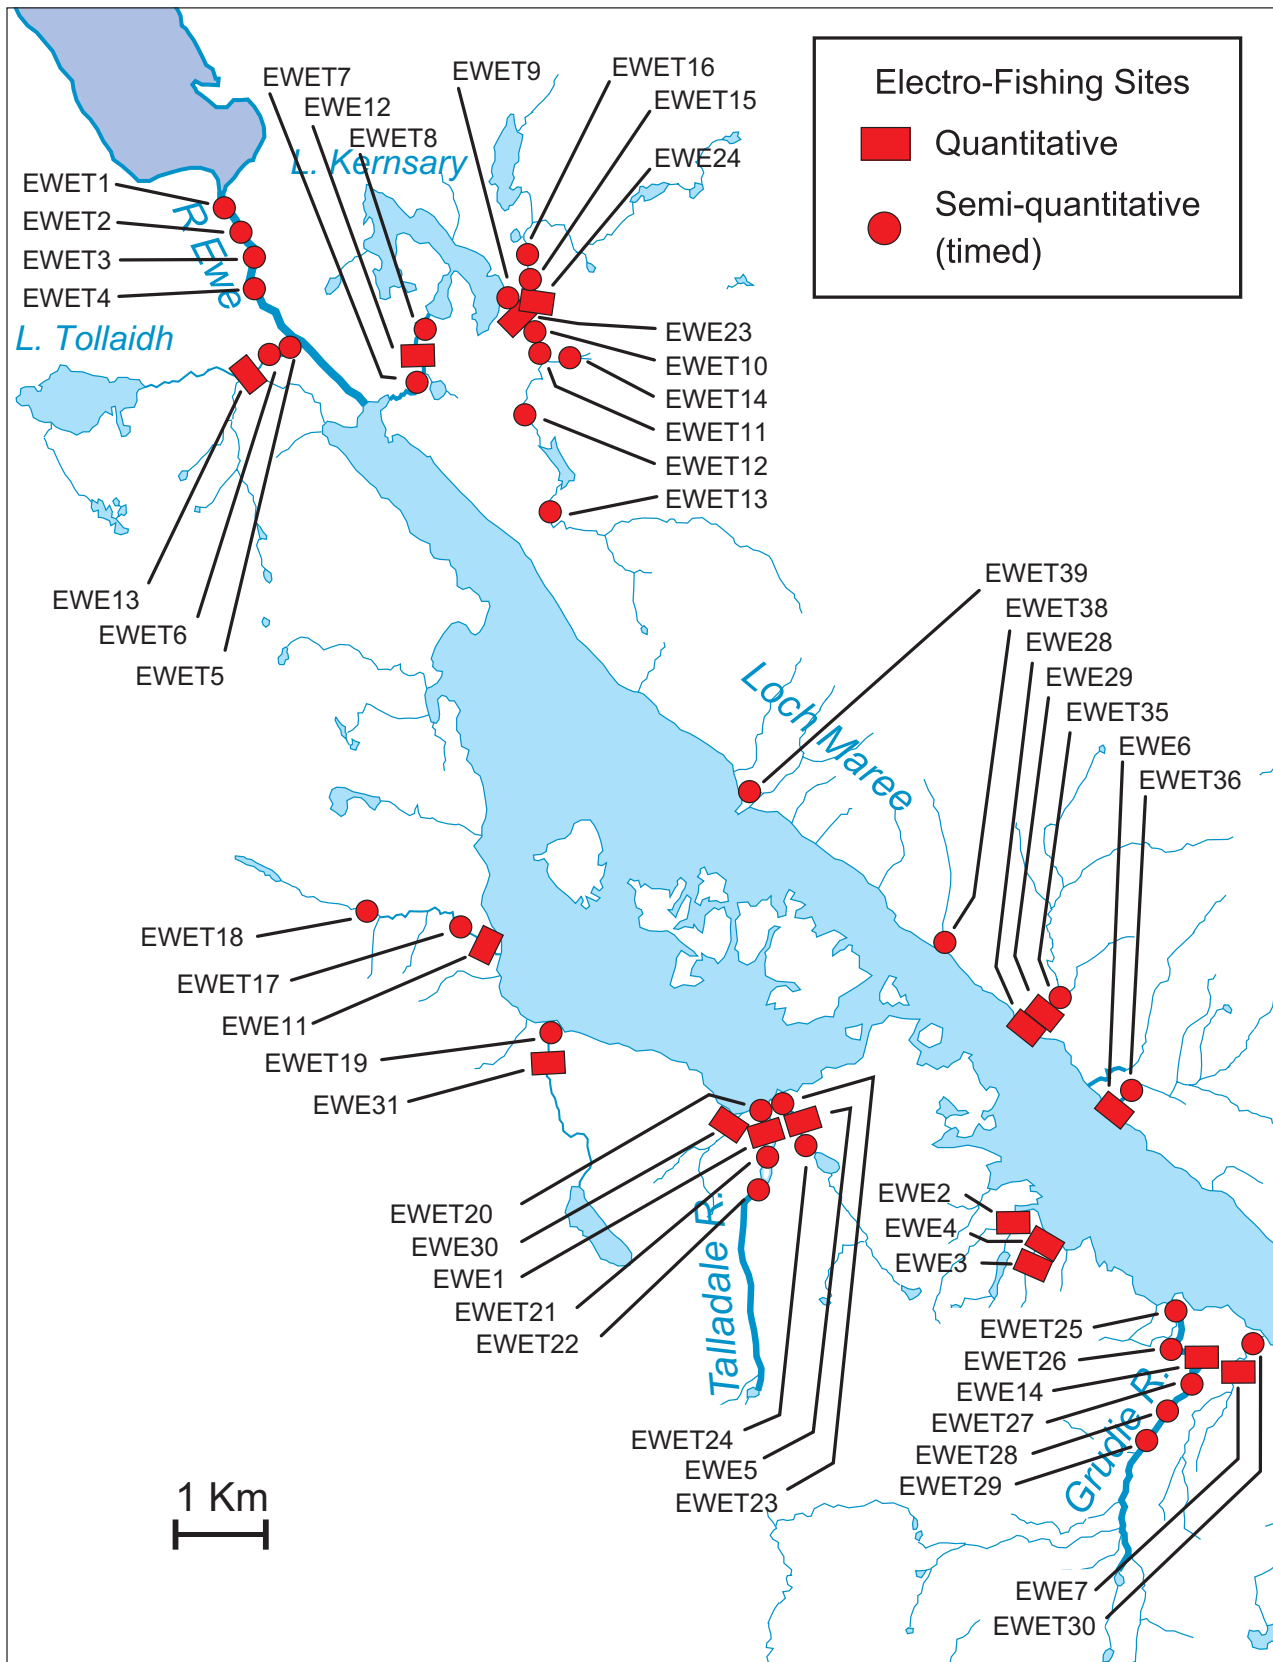 Electro-Fishing Sites
Quantitative
Semi-quantitative
(timed)
EWET7
EWE12
EWET8
L. Kernsary
EWET9
EWET16
EWET15
EWE24
EWET1
EWET2
EWET3
EWET4
R Ewe
L. Tollaidh
EWE23
EWET10
EWET14
EWET11
EWET12
EWET13
EWE13
EWET6
EWET5
EWET39
EWET38
EWE28
EWE29
EWET35
EWE6
EWET36
Loch Maree
EWET18
EWET17
EWE11
EWET19
EWE31
EWET20
EWE30
EWE1
EWET21
EWET22
Talladale R.
EWE2
EWE4
EWE3
EWET25
EWET26
EWE14
EWET27
EWET28
EWET29
Grudie R.
EWET24
EWE5
EWET23
1 Km
EWE7
EWET30